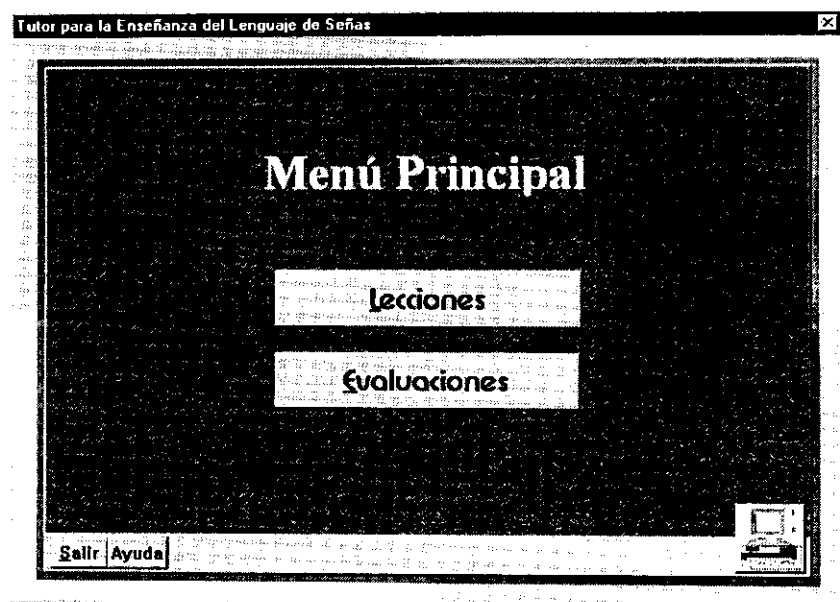 Tutor para la Enseñanza del Lenguaje de Señas
Menú Principal
Lecciones
Evaluaciones
Salir Ayuda